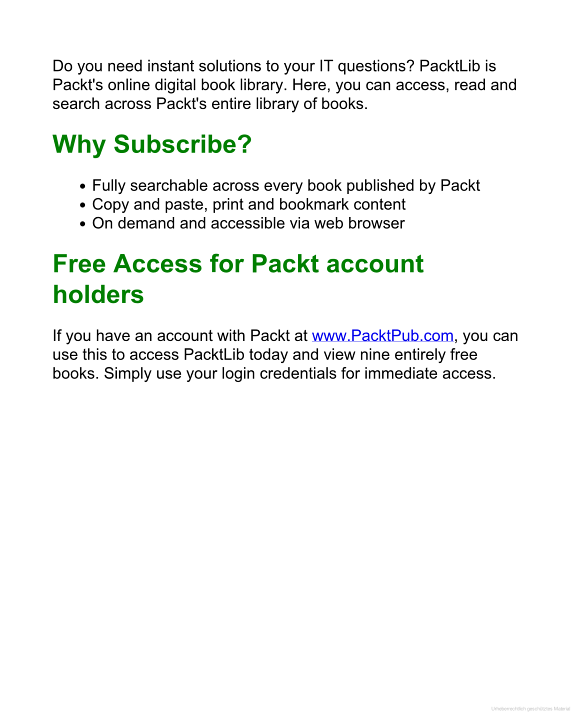 Do you need instant solutions to your IT questions? PacktLib is
Packt's online digital book library. Here, you can access, read and
search across Packt's entire library of books.
Why Subscribe?
• Fully searchable across every book published by Packt
• Copy and paste, print and bookmark content
• On demand and accessible via web browser
Free Access for Packt account
holders
If you have an account with Packt at www.PacktPub.com, you can
use this to access PacktLib today and view nine entirely free
books. Simply use your login credentials for immediate access.
Urheberrechtlich geschütztes Material